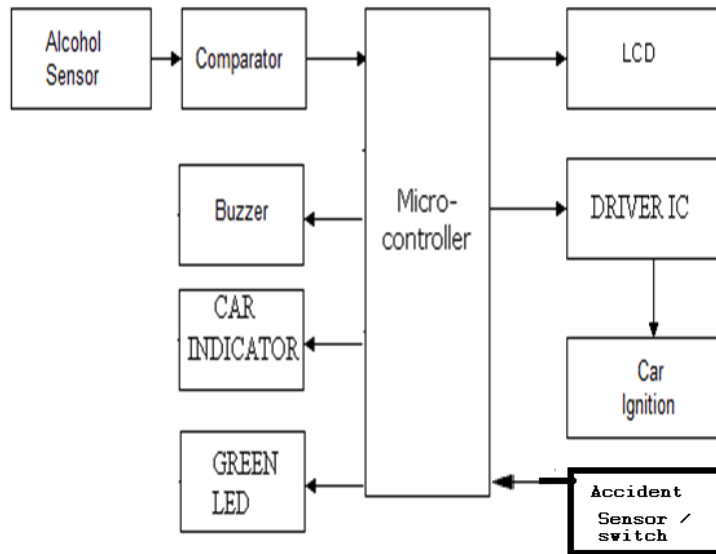 Alcohol
Sensor
Comparator
LCD
Buzzer
Micro-
controller
DRIVER IC
CAR
INDICATOR
Car
Ignition
GREEN
LED
Accident
Sensor /
switch